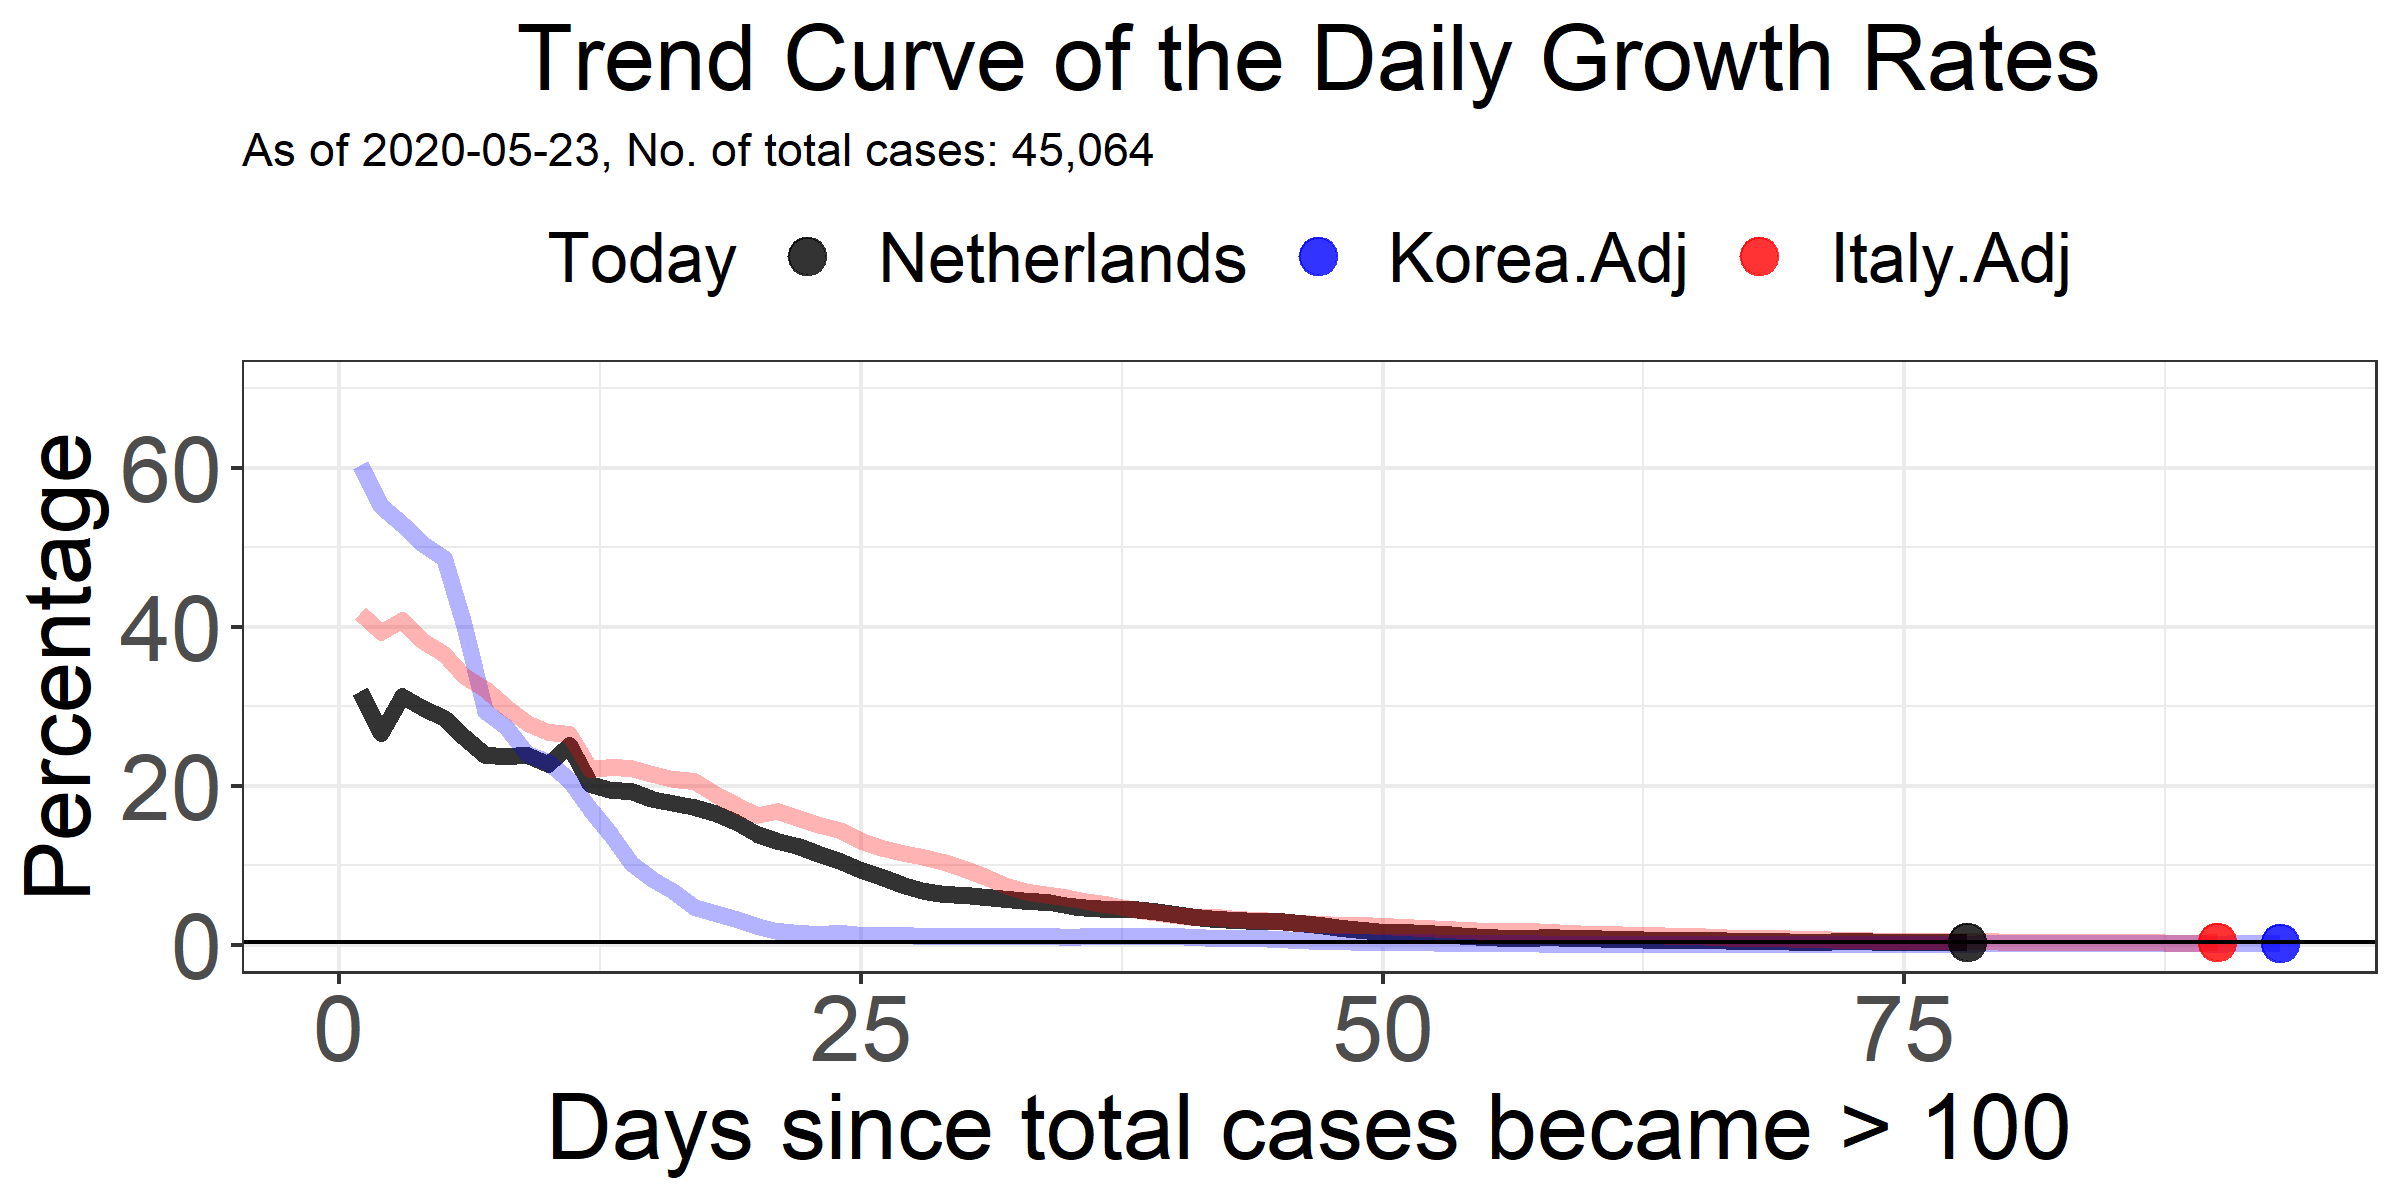 Trend Curve of the Daily Growth Rates
As of 2020-05-23, No. of total cases: 45,064
Today Netherlands Korea.Adj Italy.Adj
Percentage
60
40
20
0
0 25 50 75
Days since total cases became > 100